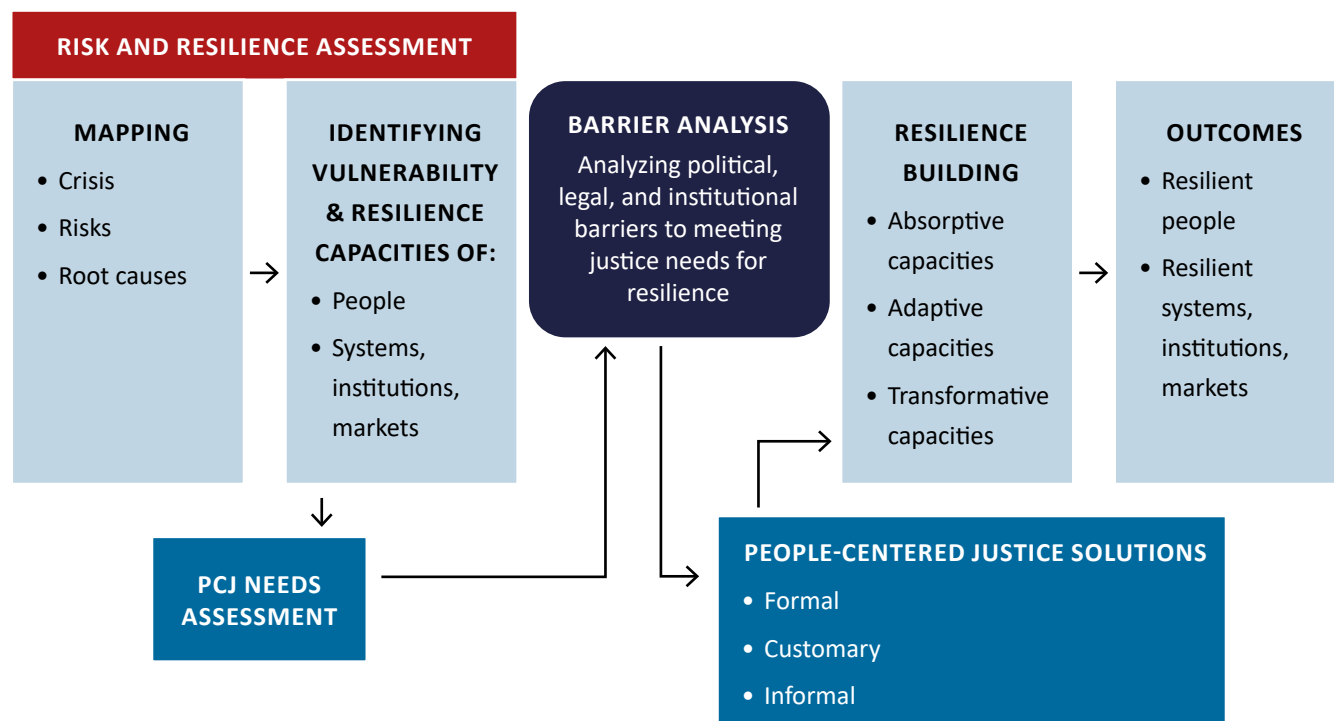 RISK AND RESILIENCE ASSESSMENT
MAPPING
• Crisis
• Risks
• Root causes
IDENTIFYING
VULNERABILITY
& RESILIENCE
CAPACITIES OF:
• People
• Systems,
institutions,
markets
PCJ NEEDS
ASSESSMENT
BARRIER ANALYSIS
Analyzing political,
legal, and institutional
barriers to meeting
justice needs for
resilience
PEOPLE-CENTERED JUSTICE SOLUTIONS
• Formal
• Customary
• Informal
RESILIENCE
BUILDING
• Absorptive
capacities
• Adaptive
capacities
• Transformative
capacities
OUTCOMES
• Resilient
people
• Resilient
systems,
institutions,
markets